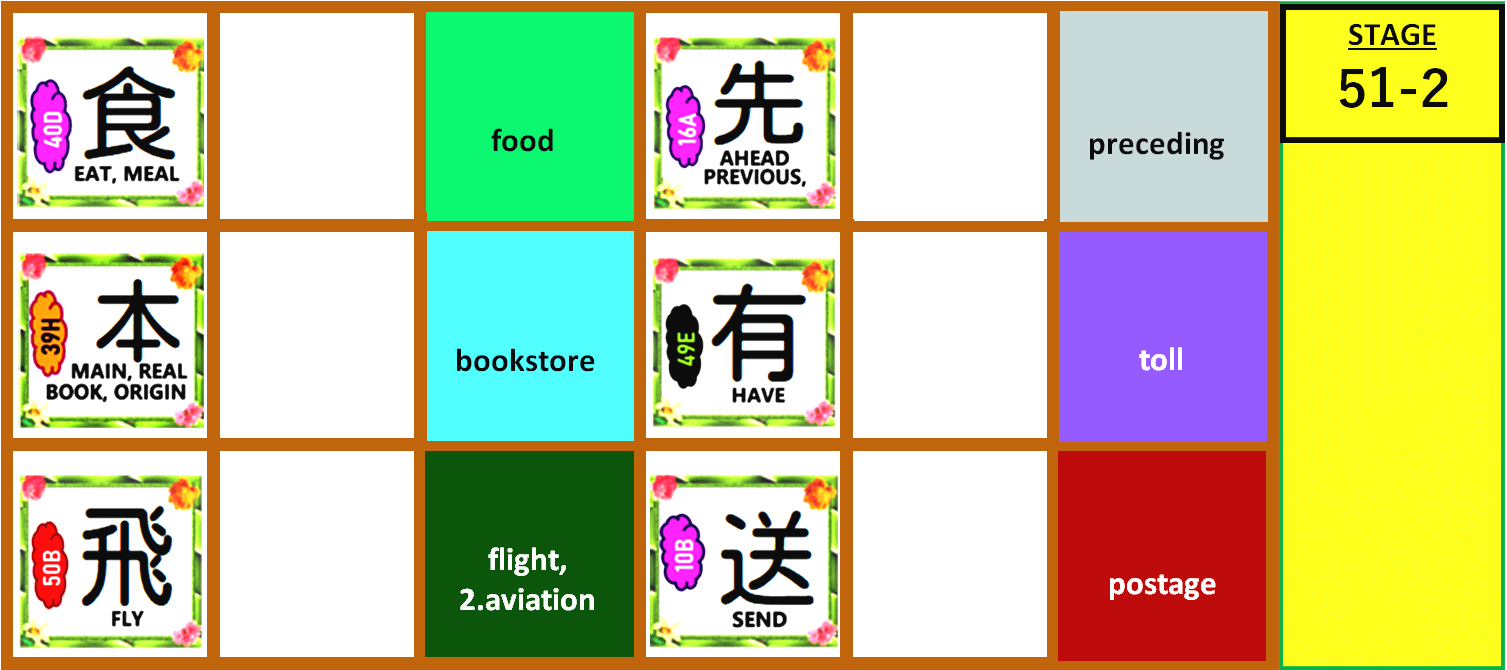 40D
食
EAT, MEAL
food
16A
先
AHEAD
PREVIOUS,
preceding
STAGE
51-2
39H
本
MAIN, REAL
BOOK, ORIGIN
bookstore
49E
有
HAVE
toll
50B
飛
FLY
flight,
2.aviation
10B
送
SEND
postage